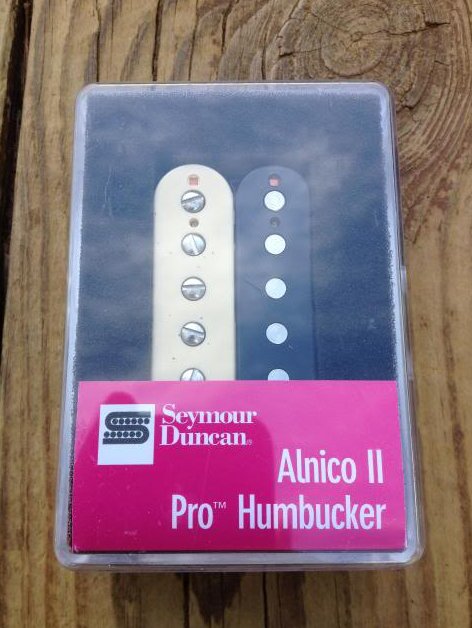 Seymour
Duncan®
Alnico II
Pro™ Humbucker